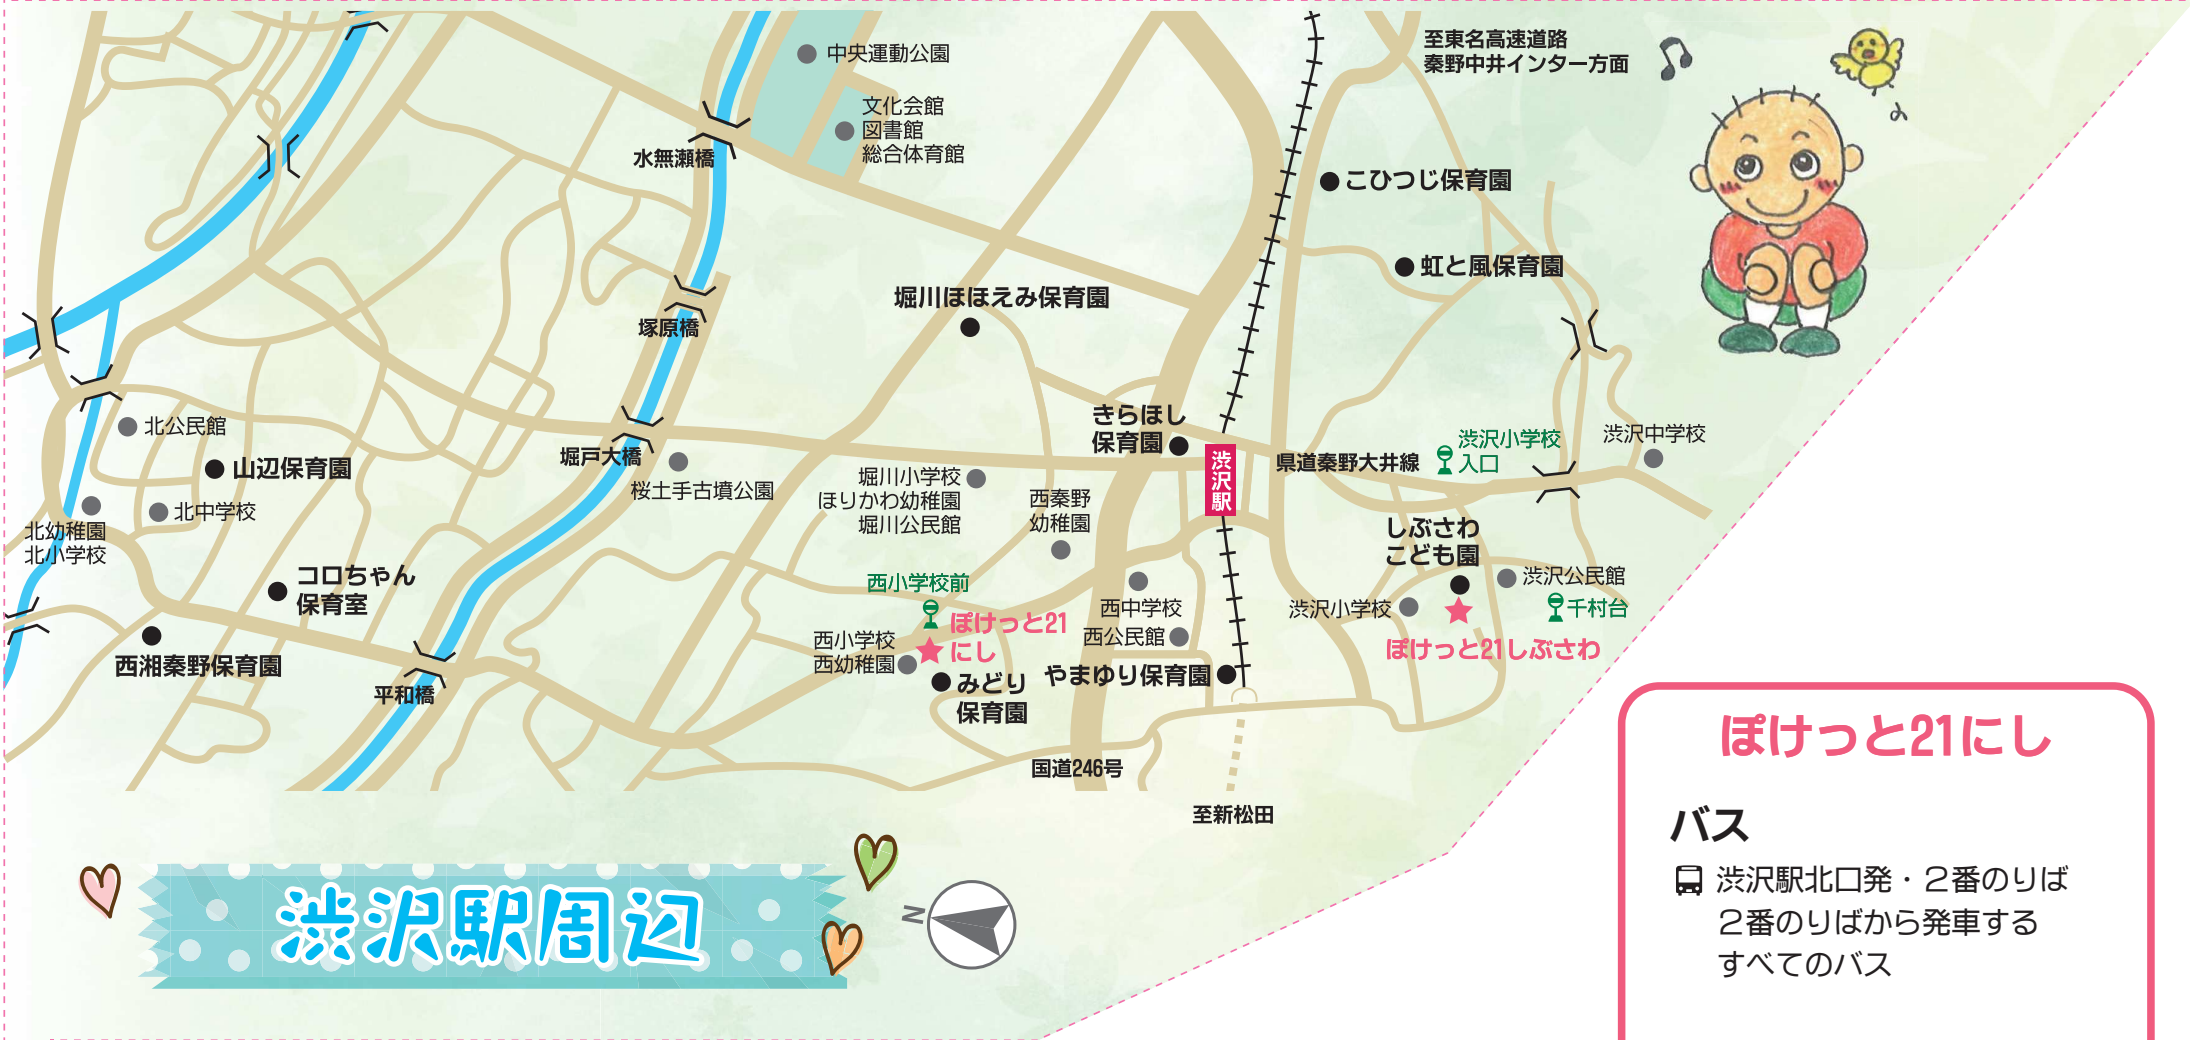 至東名高速道路
秦野中井インター方面
中央運動公園
文化会館
図書館
総合体育館
水無瀬橋
こひつじ保育園
虹と風保育園
堀川ほほえみ保育園
塚原橋
きらほし
保育園
北公民館
山辺保育園
堀戸大橋
桜土手古墳公園
堀川小学校
ほりかわ幼稚園
堀川公民館
西秦野
幼稚園
渋沢駅
県道秦野大井線
渋沢小学校
入口
渋沢中学校
北中学校
北幼稚園
北小学校
コロちゃん
保育室
しぶさわ
こども園
渋沢公民館
千村台
渋沢小学校
ぽけっと21しぶさわ
西小学校前
ぽけっと21
にし
西小学校
西幼稚園
西中学校
西公民館
やまゆり保育園
みどり
保育園
西湘秦野保育園
平和橋
国道246号
至新松田
渋沢駅周辺
N
ぽけっと21にし
バス
渋沢駅北口発・2番のりば
2番のりばから発車する
すべてのバス